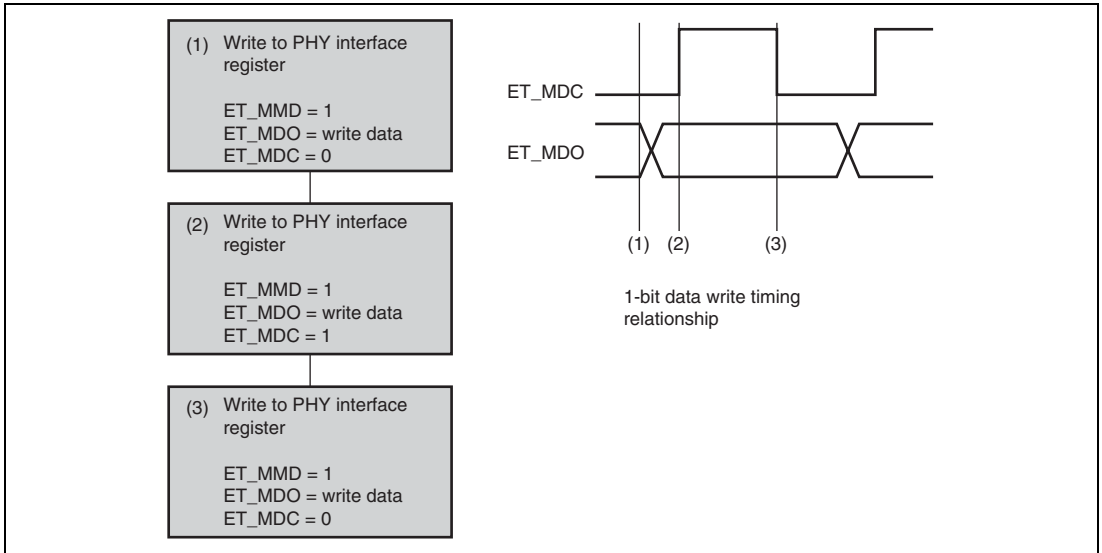 (1) Write to PHY interface
register
ET_MMD = 1
ET_MDO = write data
ET_MDC = 0
(2) Write to PHY interface
register
ET_MMD = 1
ET_MDO = write data
ET_MDC = 1
(3) Write to PHY interface
register
ET_MMD = 1
ET_MDO = write data
ET_MDC = 0
ET_MDC
ET_MDO
(1) (2) (3)
1-bit data write timing
relationship